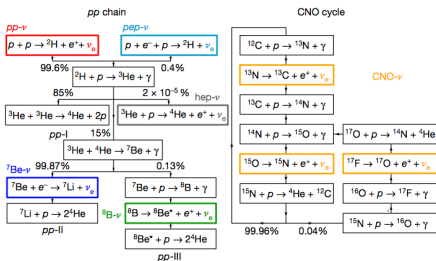 pp chain
pp-ν
pep-ν
p + p → ²H + e⁺ + νₑ
p + e⁻ + p → ²H + νₑ
99.6%
0.4%
²H + p → ³He + γ
85%
2 × 10⁻⁵ %
hep-ν
³He + ³He → ⁴He + 2p
³He + p → ⁴He + e⁺ + νₑ
pp-I
15%
³He + ⁴He → ⁷Be + γ
⁷Be-ν
99.87%
0.13%
⁷Be + e⁻ → ⁷Li + νₑ
⁷Be + p → ⁸B + γ
⁸B-ν
⁷Li + p → 2⁴He
⁸B → ⁸Be* + e⁺ + νₑ
pp-II
⁸Be* + p → 2⁴He
pp-III
CNO cycle
¹²C + p → ¹³N + γ
¹³N → ¹³C + e⁺ + νₑ
CNO-ν
¹³C + p → ¹⁴N + γ
¹⁴N + p → ¹⁵O + γ
¹⁷O + p → ¹⁴N + ⁴He
¹⁵O → ¹⁵N + e⁺ + νₑ
¹⁷F → ¹⁷O + e⁺ + νₑ
¹⁵N + p → ⁴He + ¹²C
¹⁶O + p → ¹⁷F + γ
99.96%
0.04%
¹⁵N + p → ¹⁶O + γ